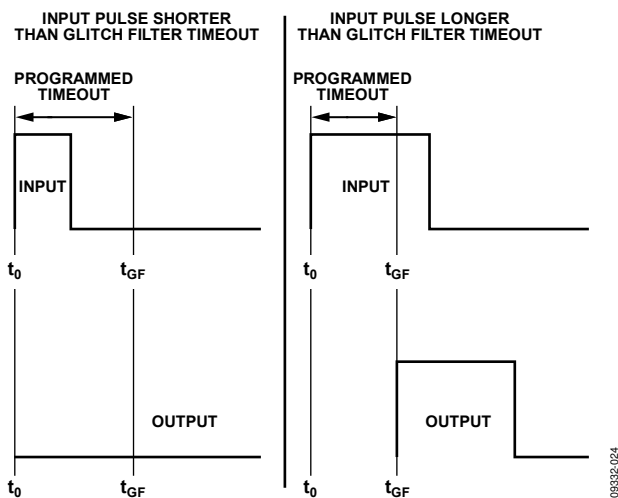 INPUT PULSE SHORTER
THAN GLITCH FILTER TIMEOUT
PROGRAMMED
TIMEOUT
INPUT
t0
tGF
OUTPUT
t0
tGF
INPUT PULSE LONGER
THAN GLITCH FILTER TIMEOUT
PROGRAMMED
TIMEOUT
INPUT
t0
tGF
OUTPUT
t0
tGF
09332-024